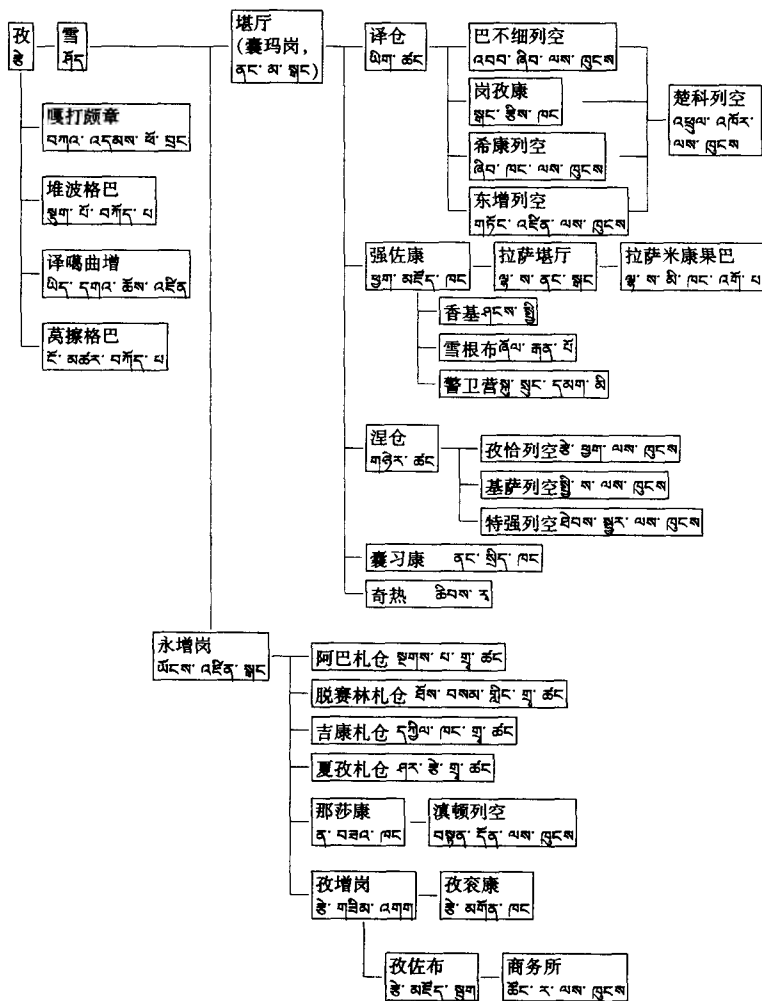 孜
རྩེ
雪
ཤོད
嘎打颇章
བཀའ་ འདམས་ ཕོ་ བྲང
堆波格巴
སྡུག་ པོ་ བཀོད་ པ
译噶曲增
ཡིད་ དགའ་ ཆོས་ འཛིན
莴擦格巴
ངོ་ མཚར་ བཀོད་ པ
堪厅
(囊玛岗，
ནང་ མ་ སྒང)
译仓
ཡིག་ ཚང
巴不细列空
འབབ་ ཞིབ་ ལས་ ཁུངས
岗孜康
སྒང་ རྩིས་ ཁང
希康列空
ཞིབ་ ཁང་ ལས་ ཁུངས
东增列空
གཏོང་ འཛིན་ ལས་ ཁུངས
楚科列空
འཕྲུལ་ འཁོར་
ལས་ ཁུངས
强佐康
ཕྱག་ མཛོད་ ཁང
拉萨堪厅
ལྷ་ ས་ ནང་ སྒང
拉萨米康果巴
ལྷ་ ས་ མི་ ཁང་ འགོ་ པ
香基ཤངས་ སྤྱི
雪根布ཞོལ་ རྒན་ པོ
警卫营སྐུ་ སྲུང་ དམག་ མི
涅仓
གཉེར་ ཚང
孜恰列空རྩེ་ ཕྱག་ ལས་ ཁུངས
基萨列空སྤྱི་ ས་ ལས་ ཁུངས
特强列空ཐེབས་ སྦྱར་ ལས་ ཁུངས
囊习康 ནང་ སྲིད་ ཁང
奇热 ཆིབས་ ར
永增岗
ཡོངས་ འཛིན་ སྒང
阿巴札仓 སྔགས་ པ་ གྲྭ་ ཚང
脱赛林札仓 ཐོས་ བསམ་ གླིང་ གྲྭ་ ཚང
吉康札仓 དཀྱིལ་ ཁང་ གྲྭ་ ཚང
夏孜札仓 ཤར་ རྩེ་ གྲྭ་ ཚང
那莎康
ན་ བཟའ་ ཁང
滇顿列空
བསྟན་ དོན་ ལས་ ཁུངས
孜增岗
རྩེ་ གཟིམ་ འགག
孜衮康
རྩེ་ མགོན་ ཁང
孜佐布
རྩེ་ མཛོད་ སྦུག
商务所
ཚོང་ ར་ ལས་ ཁུངས